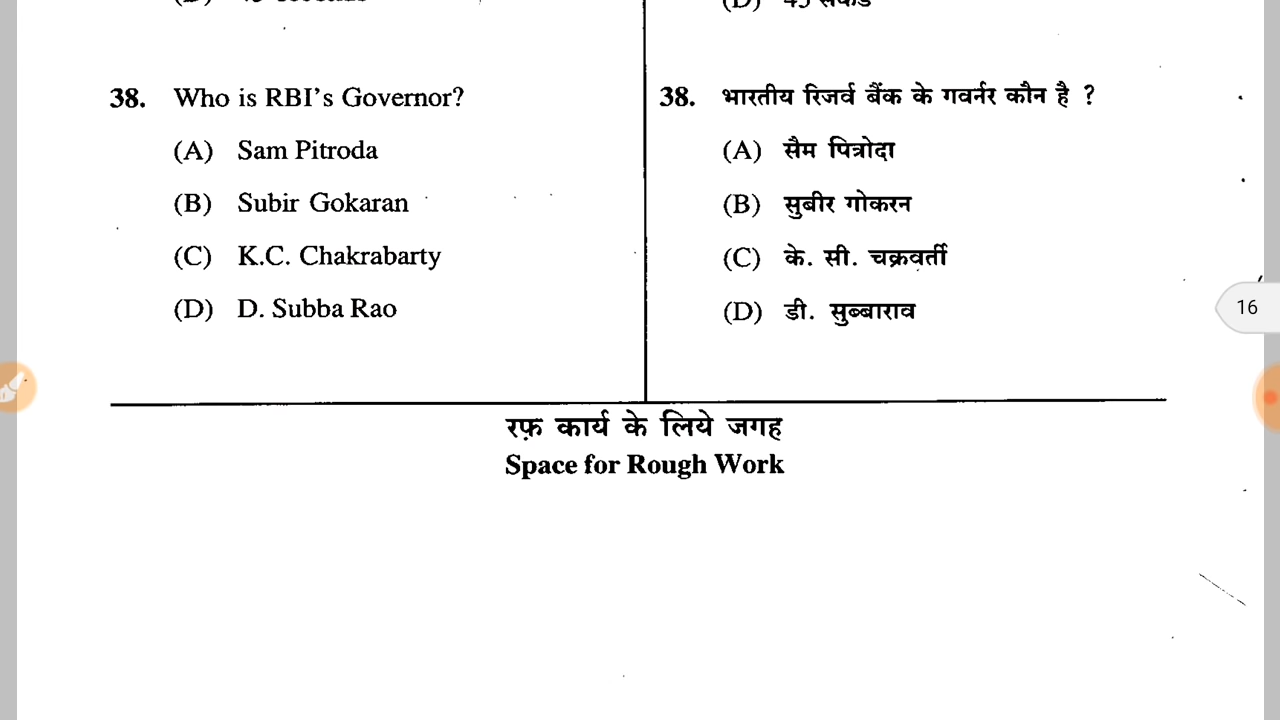 38. Who is RBI's Governor?
(A) Sam Pitroda
(B) Subir Gokaran
(C) K.C. Chakrabarty
(D) D. Subba Rao
38. भारतीय रिजर्व बैंक के गवर्नर कौन है ?
(A) सैम पित्रोदा
(B) सुबीर गोकरन
(C) के. सी. चक्रवर्ती
(D) डी. सुब्बाराव
रफ़ कार्य के लिये जगह
Space for Rough Work
16